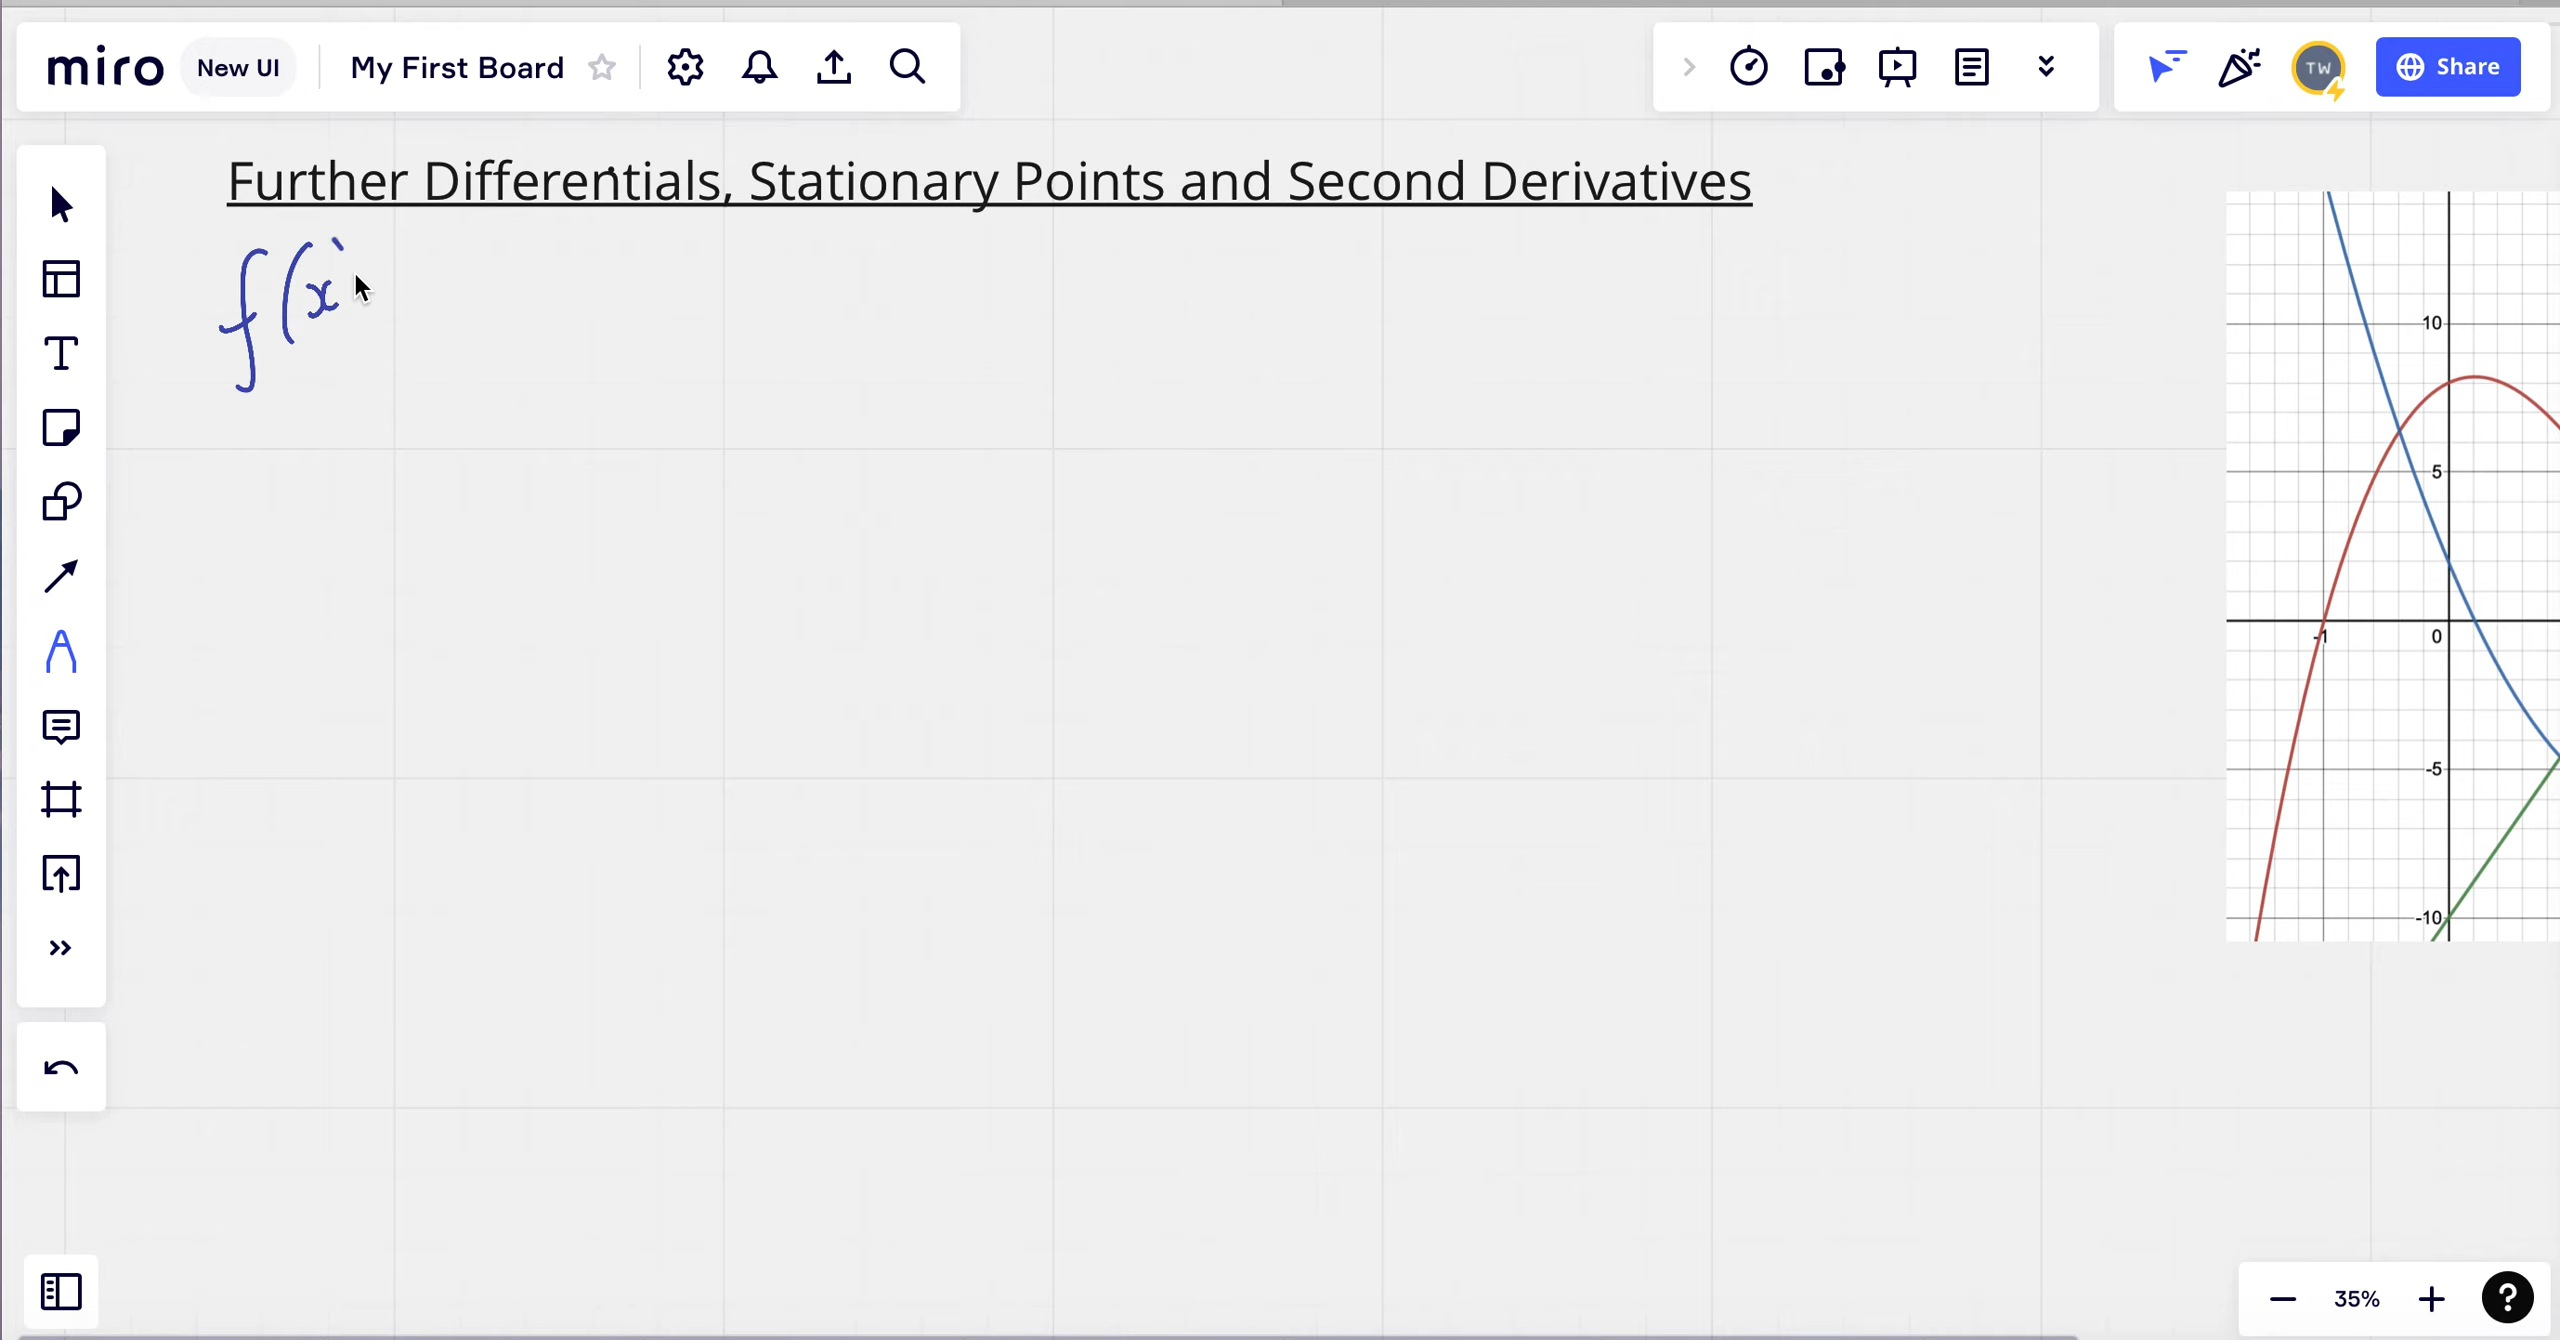 miro New UI My First Board TW Share
Further Differentials, Stationary Points and Second Derivatives
f(x
10
5
-1 0
-5
-10
35%